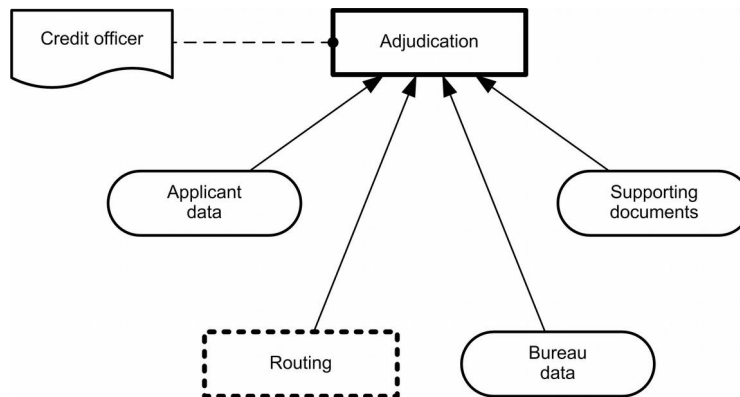 Credit officer
Adjudication
Applicant
data
Supporting
documents
Routing
Bureau
data